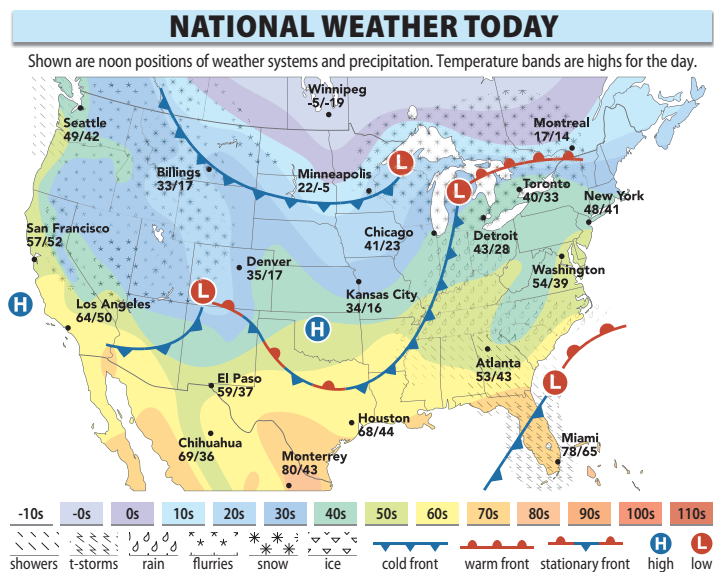 NATIONAL WEATHER TODAY
Shown are noon positions of weather systems and precipitation. Temperature bands are highs for the day.
Winnipeg
-5/-19
Seattle
49/42
Montreal
17/14
Billings
33/17
Minneapolis
22/-5
L
L
Toronto
40/33
New York
48/41
San Francisco
57/52
Chicago
41/23
Detroit
43/28
Denver
35/17
Washington
54/39
L
Kansas City
34/16
H
Los Angeles
64/50
H
Atlanta
53/43
El Paso
59/37
L
Houston
68/44
Chihuahua
69/36
Miami
78/65
Monterrey
80/43
-10s -0s 0s 10s 20s 30s 40s 50s 60s 70s 80s 90s 100s 110s
H L
showers t-storms rain flurries snow ice cold front warm front stationary front high low